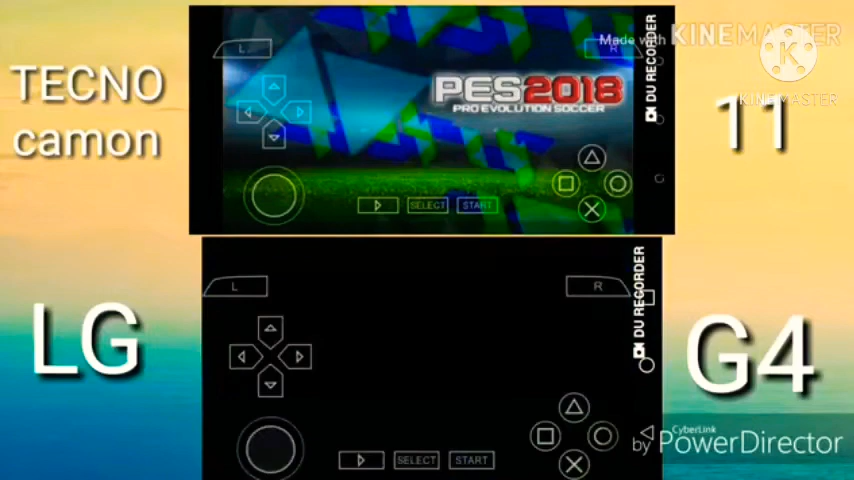 TECNO
camon
11
L
R
Made with KINEMASTER
K
KINEMASTER
DU RECORDER
PES2018
PRO EVOLUTION SOCCER
SELECT
START
LG
G4
L
R
DU RECORDER
SELECT
START
CyberLink
by PowerDirector